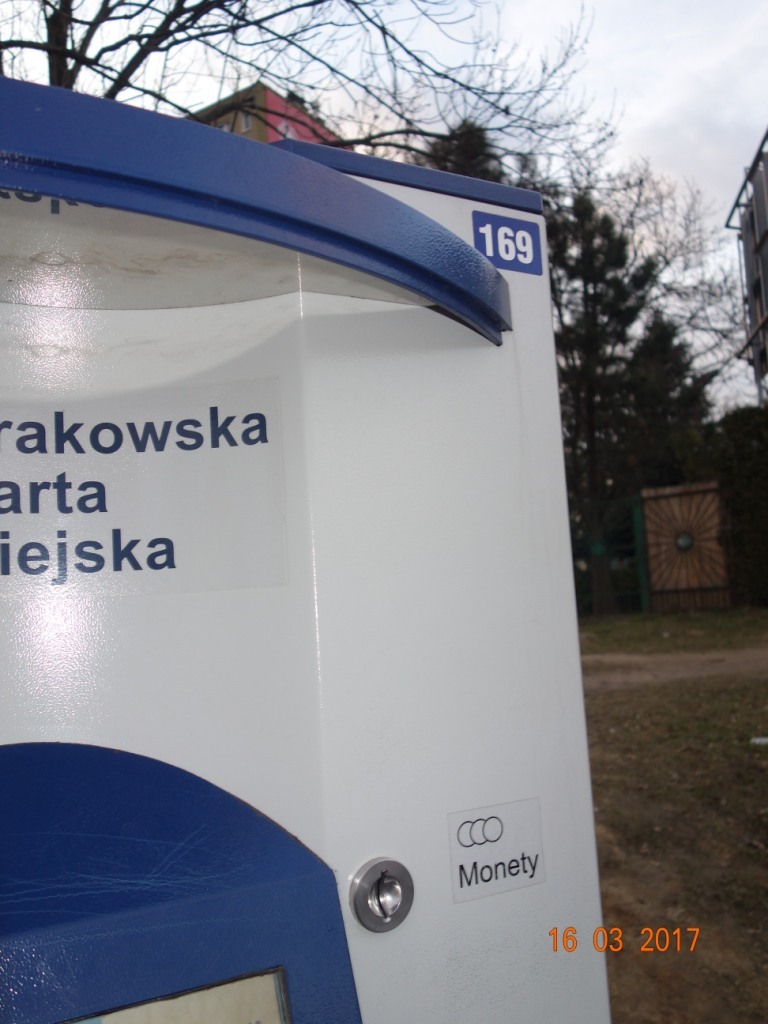 169
rakowska
arta
iejska
Monety
16 03 2017